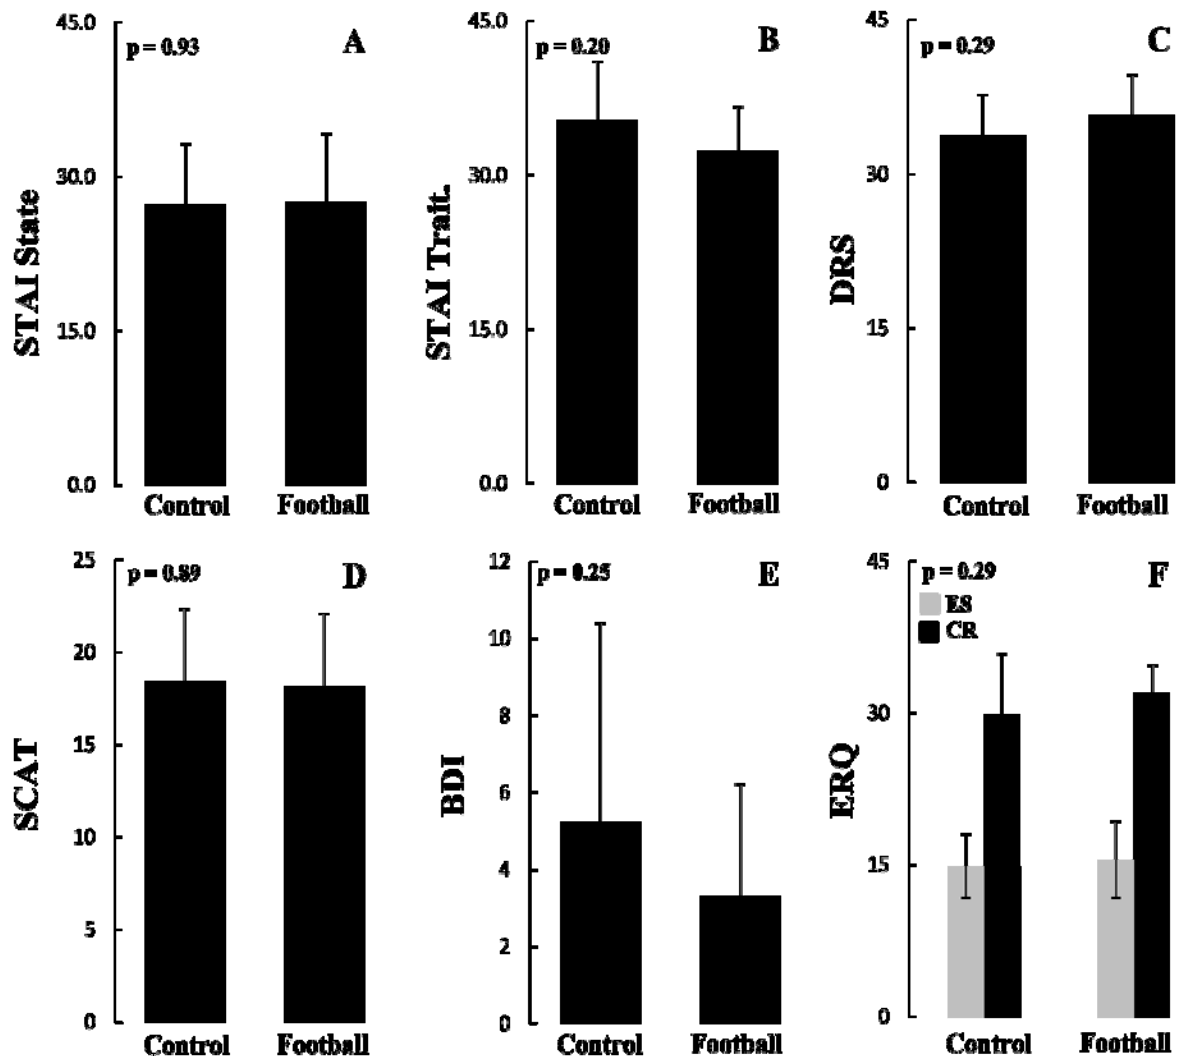 45.0
p = 0.93
A
30.0
15.0
0.0
STAI State
Control
Football
45.0
p = 0.20
B
30.0
15.0
0.0
STAI Trait.
Control
Football
45
p = 0.29
C
30
15
0
DRS
Control
Football
25
p = 0.89
D
20
15
10
5
0
SCAT
Control
Football
12
p = 0.25
E
10
8
6
4
2
0
BDI
Control
Football
45
p = 0.29
F
ES
CR
30
15
0
ERQ
Control
Football